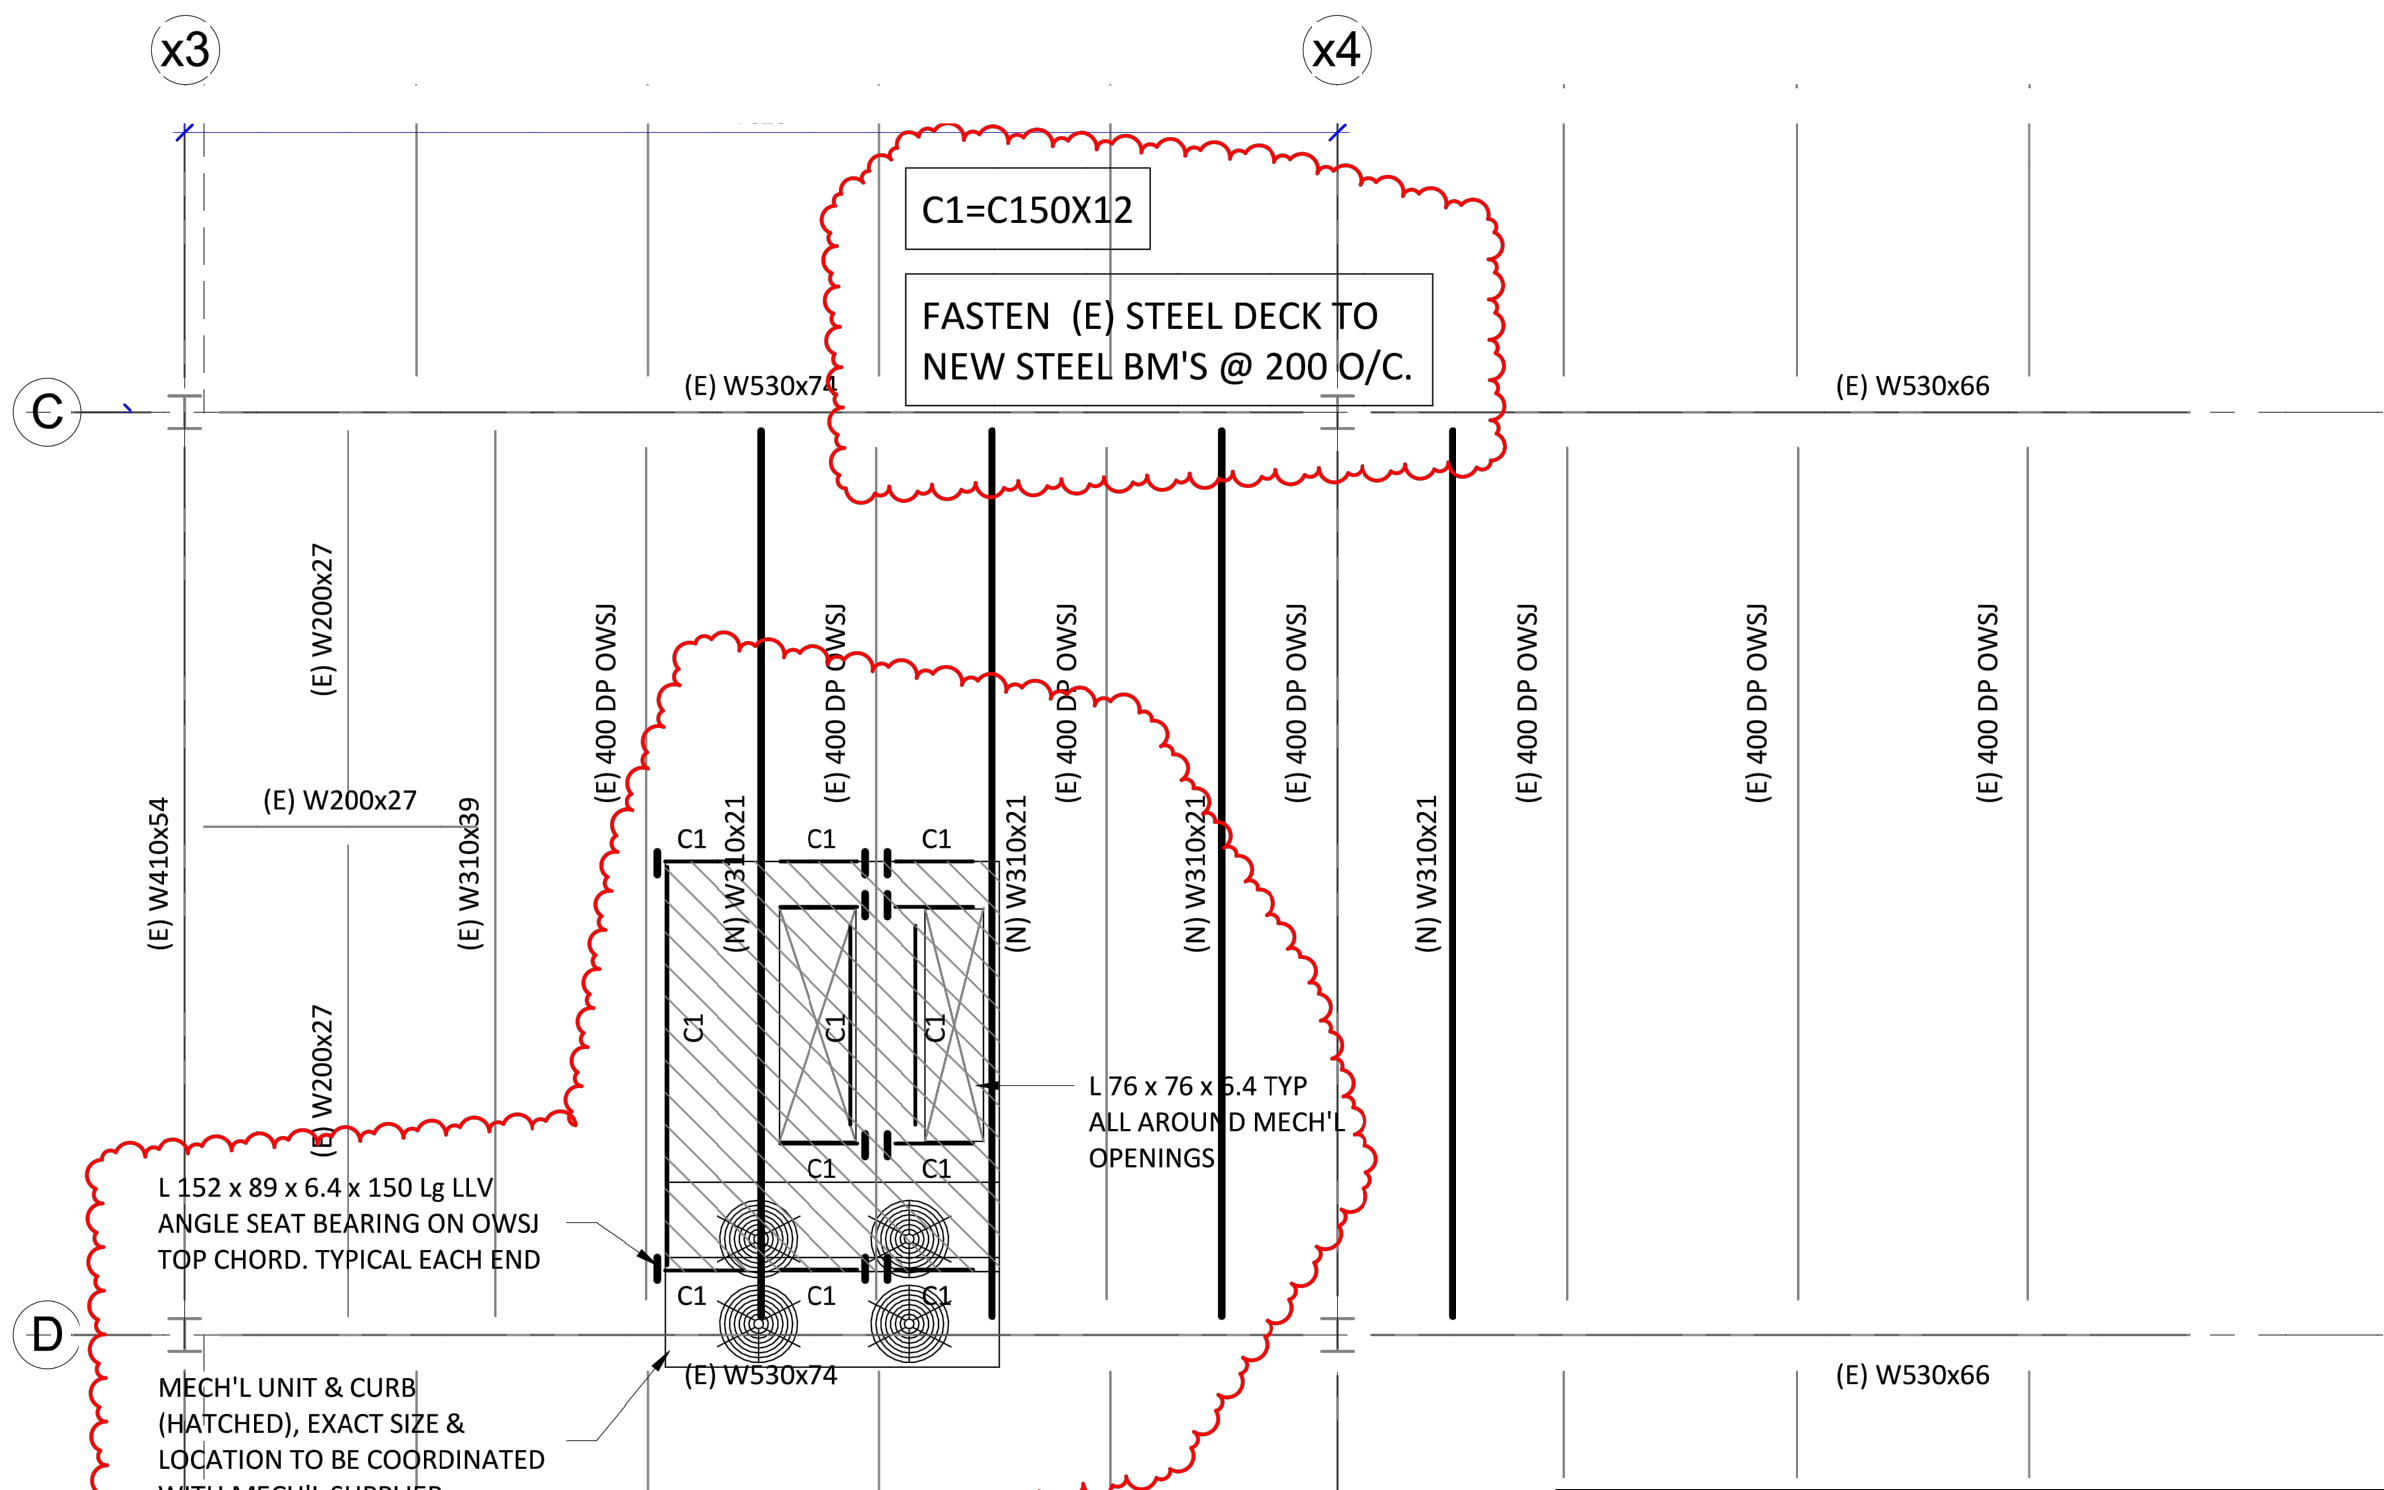 x3
x4
C1=C150X12
FASTEN (E) STEEL DECK TO
NEW STEEL BM'S @ 200 O/C.
C
(E) W530x74
(E) W530x66
(E) W200x27
(E) 400 DP OWSJ
(E) 400 DP OWSJ
(E) 400 DP OWSJ
(E) 400 DP OWSJ
(E) 400 DP OWSJ
(E) 400 DP OWSJ
(E) 400 DP OWSJ
(E) W200x27
(E) W410x54
(E) W310x39
(N) W310x21
(N) W310x21
(N) W310x21
(N) W310x21
C1
C1
C1
C1
C1
C1
(E) W200x27
L 76 x 76 x 6.4 TYP
ALL AROUND MECH'L
OPENINGS
C1
C1
L 152 x 89 x 6.4 x 150 Lg LLV
ANGLE SEAT BEARING ON OWSJ
TOP CHORD. TYPICAL EACH END
C1
C1
C1
D
(E) W530x74
(E) W530x66
MECH'L UNIT & CURB
(HATCHED), EXACT SIZE &
LOCATION TO BE COORDINATED
WITH MECH'L SUPPLIER